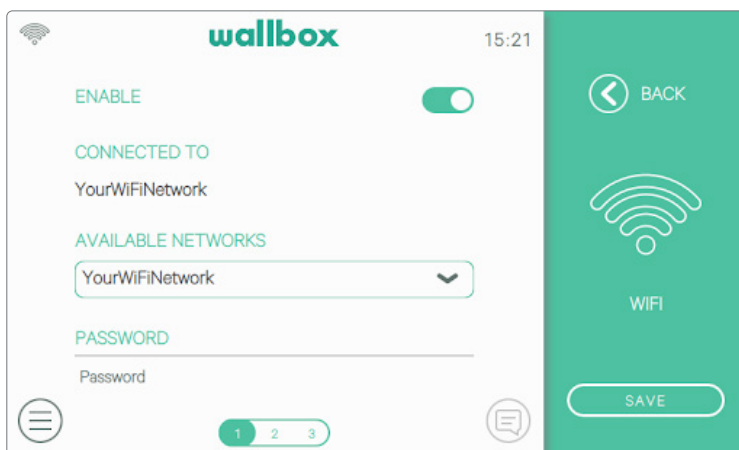 wallbox
15:21
ENABLE
BACK
CONNECTED TO
YourWiFiNetwork
AVAILABLE NETWORKS
YourWiFiNetwork
WIFI
PASSWORD
Password
SAVE
1 2 3